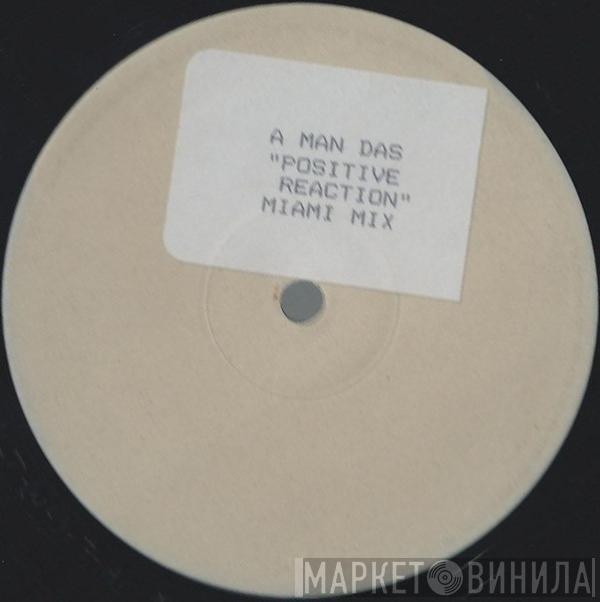 A MAN DAS
"POSITIVE
REACTION"
MIAMI MIX
МАРКЕТ ВИНИЛА